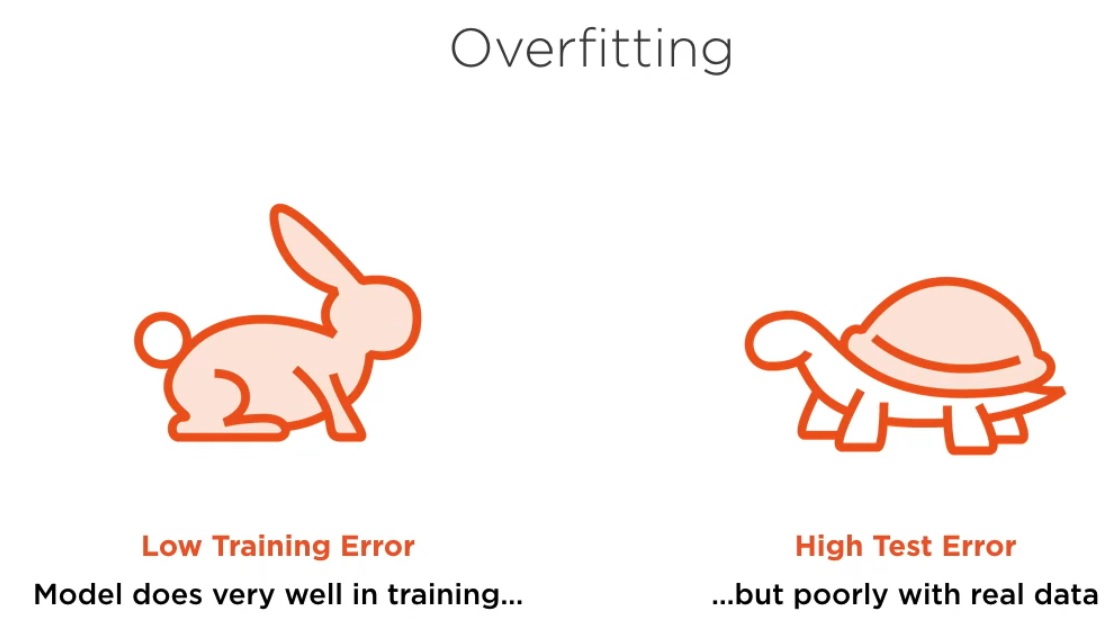 Overfitting
Low Training Error
High Test Error
Model does very well in training...
...but poorly with real data